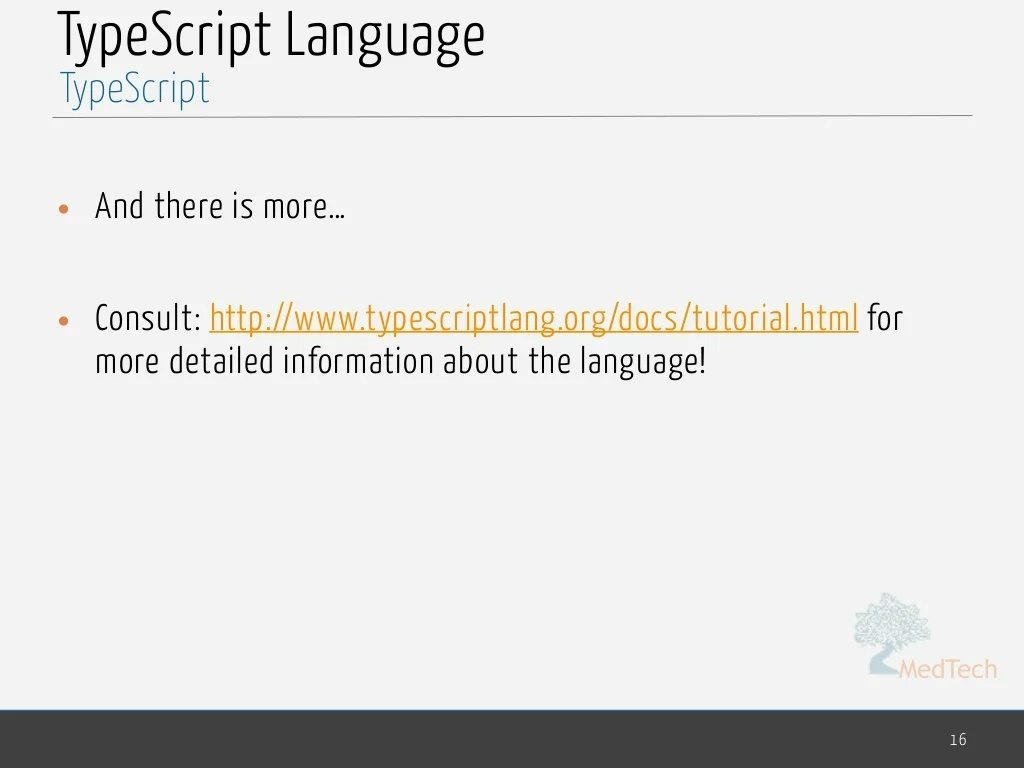 TypeScript Language
TypeScript
• And there is more…
• Consult: http://www.typescriptlang.org/docs/tutorial.html for
more detailed information about the language!
MedTech
16